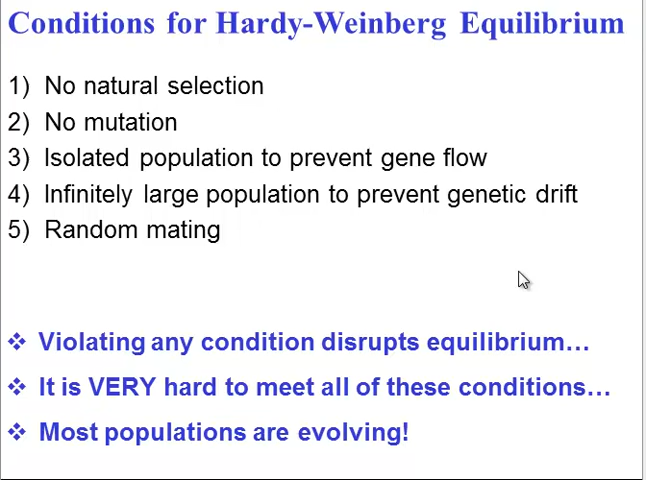 Conditions for Hardy-Weinberg Equilibrium
1) No natural selection
2) No mutation
3) Isolated population to prevent gene flow
4) Infinitely large population to prevent genetic drift
5) Random mating
❖ Violating any condition disrupts equilibrium…
❖ It is VERY hard to meet all of these conditions…
❖ Most populations are evolving!